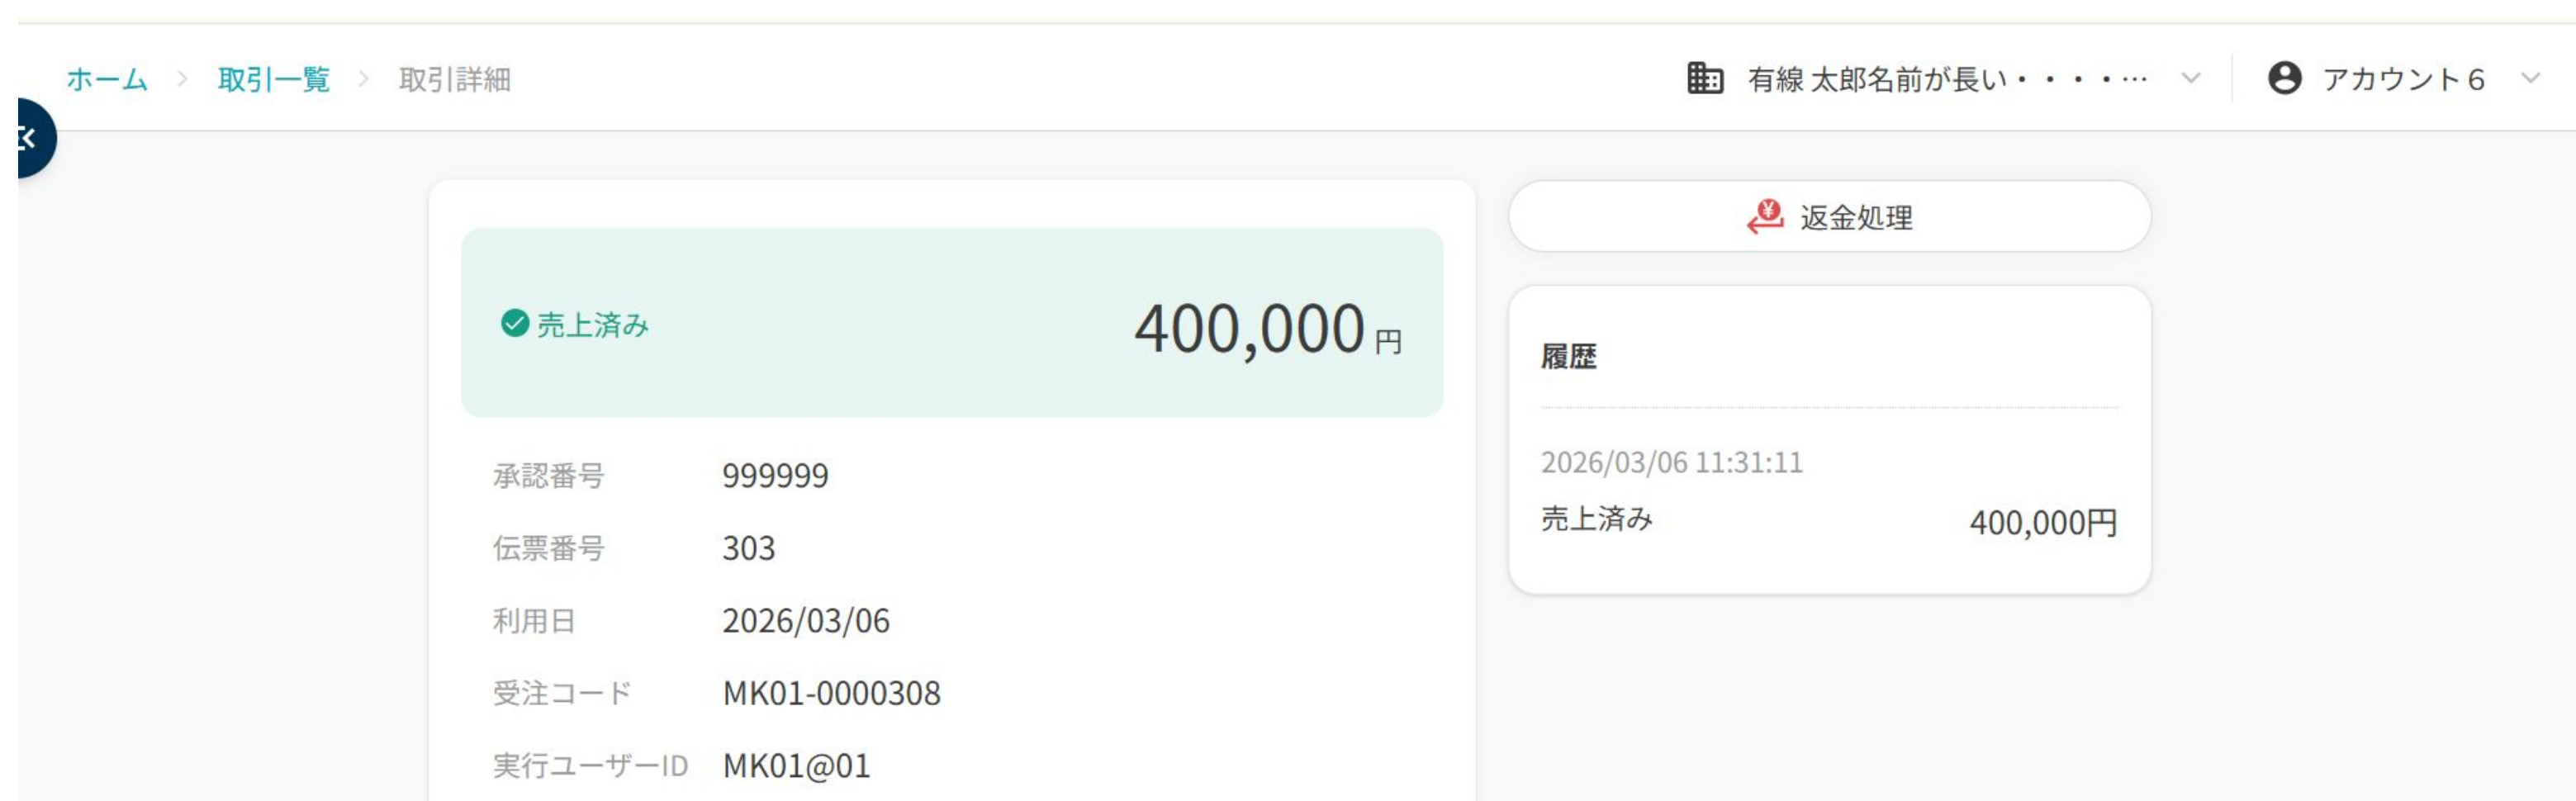 ホーム > 取引一覧 > 取引詳細
有線 太郎名前が長い・・・・…
アカウント６
売上済み 400,000 円
承認番号 999999
伝票番号 303
利用日 2026/03/06
受注コード MK01-0000308
実行ユーザーID MK01@01
返金処理
履歴
2026/03/06 11:31:11
売上済み 400,000円